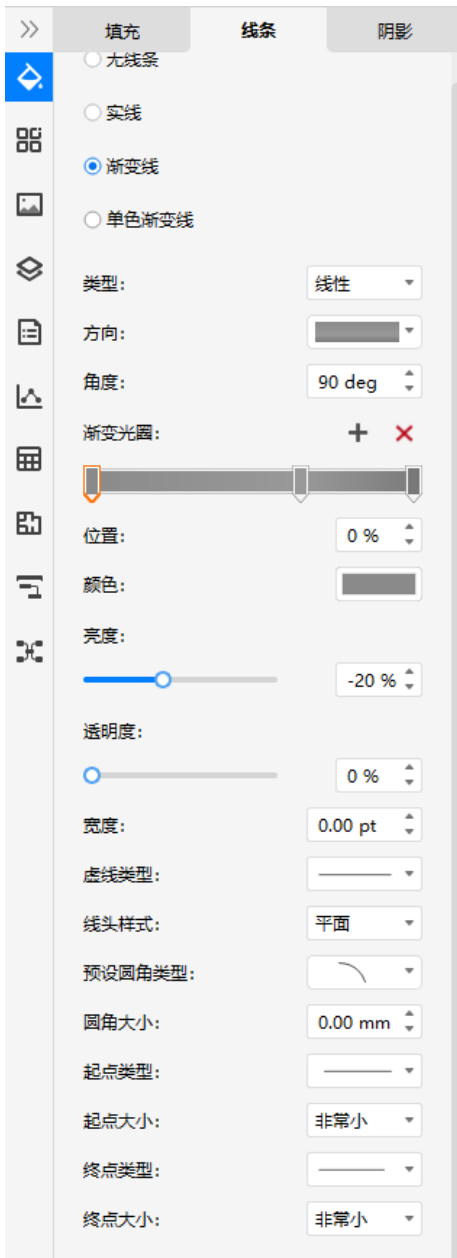 填充 线条 阴影
无线条
实线
渐变线
单色渐变线
类型: 线性
方向:
角度: 90 deg
渐变光圈:
位置: 0 %
颜色:
亮度:
-20 %
透明度:
0 %
宽度: 0.00 pt
虚线类型:
线头样式: 平面
预设圆角类型:
圆角大小: 0.00 mm
起点类型:
起点大小: 非常小
终点类型:
终点大小: 非常小